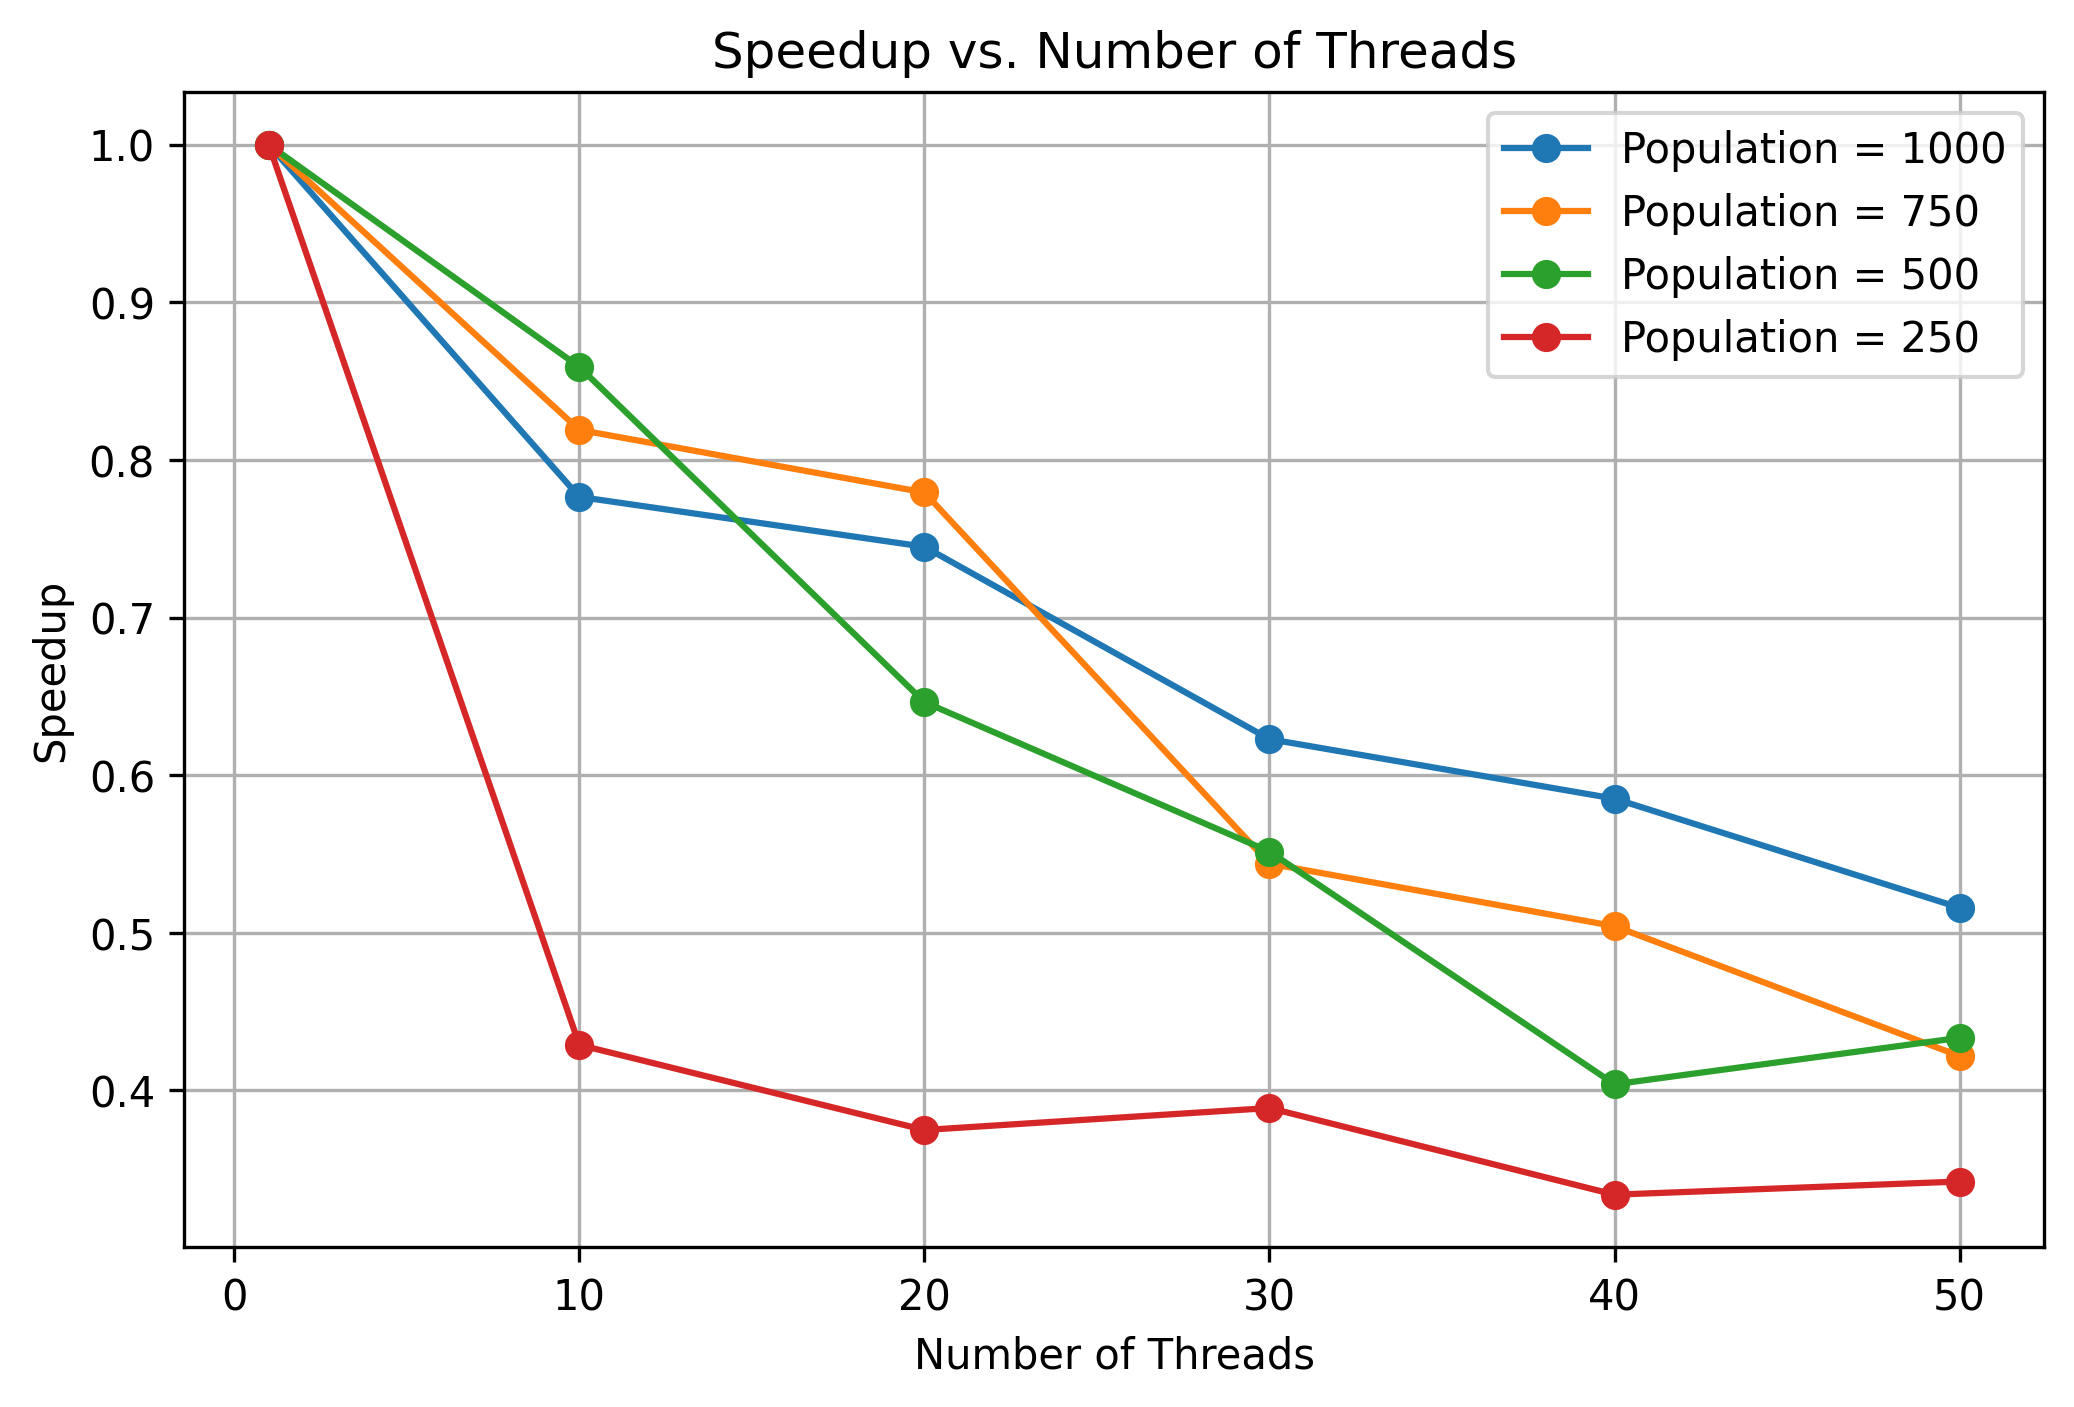 Speedup vs. Number of Threads
Population = 1000
Population = 750
Population = 500
Population = 250
Speedup
1.0
0.9
0.8
0.7
0.6
0.5
0.4
0 10 20 30 40 50
Number of Threads